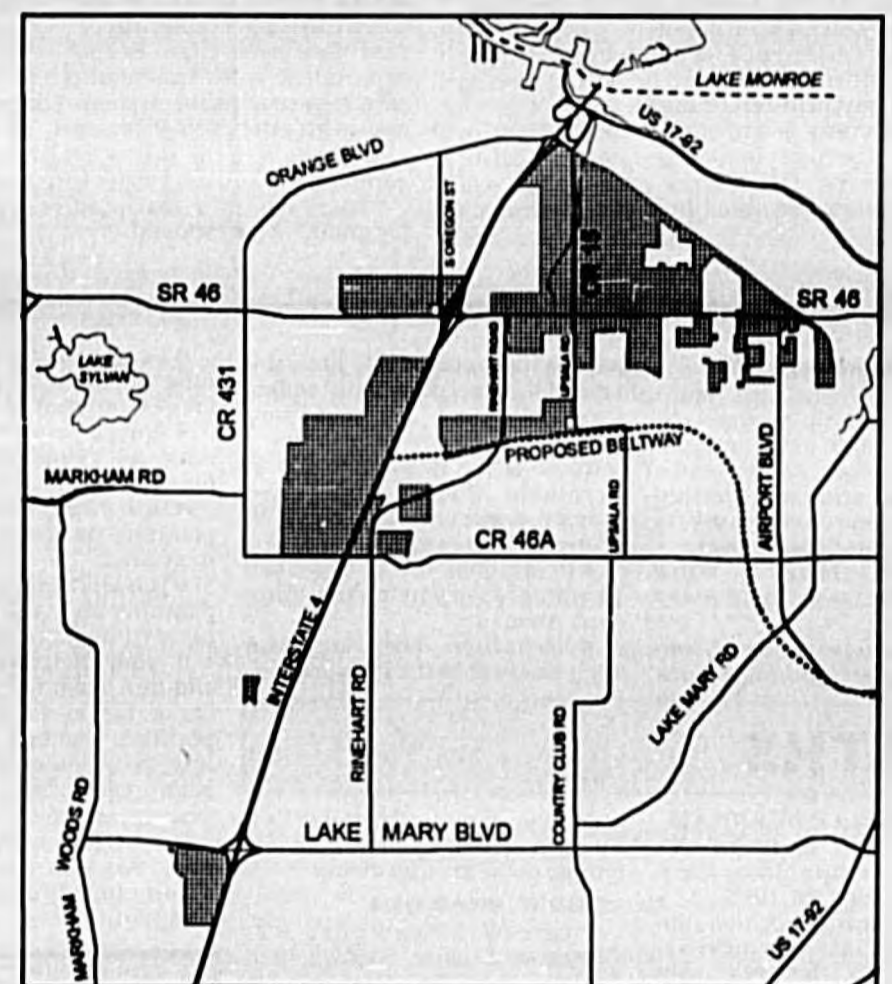 LAKE MONROE
US 17-92
ORANGE BLVD
S OREGON ST
CR 15
SR 46
SR 46
LAKE
SYLVAN
CR 431
RINEHART ROAD
UPSALA RD
PROPOSED BELTWAY
MARKHAM RD
UPSALA RD
AIRPORT BLVD
CR 46A
INTERSTATE 4
RINEHART RD
LAKE MARY RD
COUNTRY CLUB RD
MARKHAM WOODS RD
LAKE MARY BLVD
US 17-92